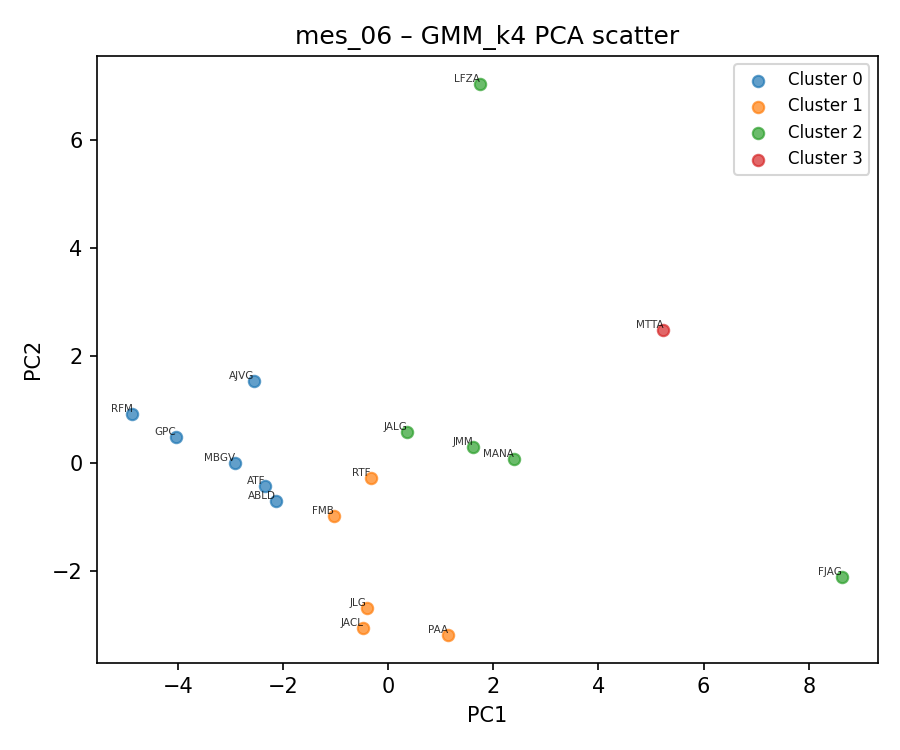 mes_06 – GMM_k4 PCA scatter
Cluster 0
Cluster 1
Cluster 2
Cluster 3
LFZA
MTTA
AJVG
RFM
GPC
MBGV
ATF
ABLD
JALG
JMM
MANA
RTF
FMB
JLG
JACL
PAA
FJAG
6
4
2
0
−2
PC2
−4 −2 0 2 4 6 8
PC1